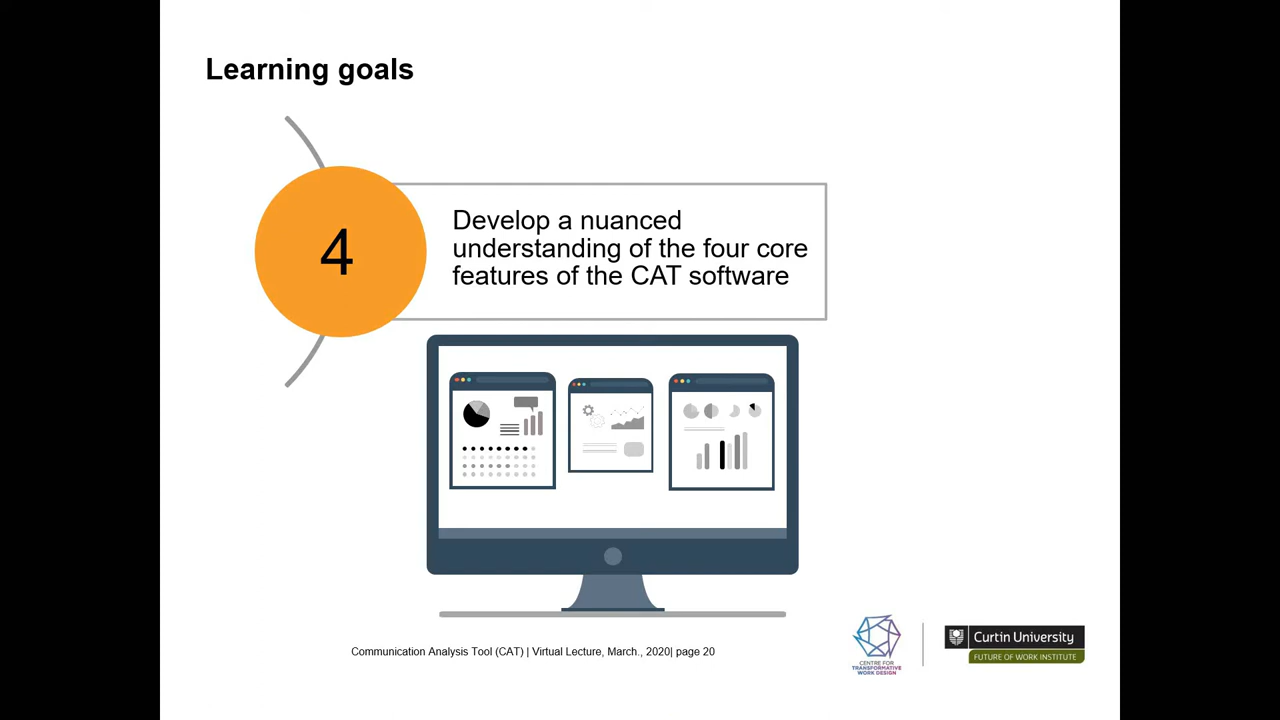 Learning goals
4
Develop a nuanced
understanding of the four core
features of the CAT software
Communication Analysis Tool (CAT) | Virtual Lecture, March., 2020| page 20
CENTRE FOR
TRANSFORMATIVE
WORK DESIGN
Curtin University
FUTURE OF WORK INSTITUTE